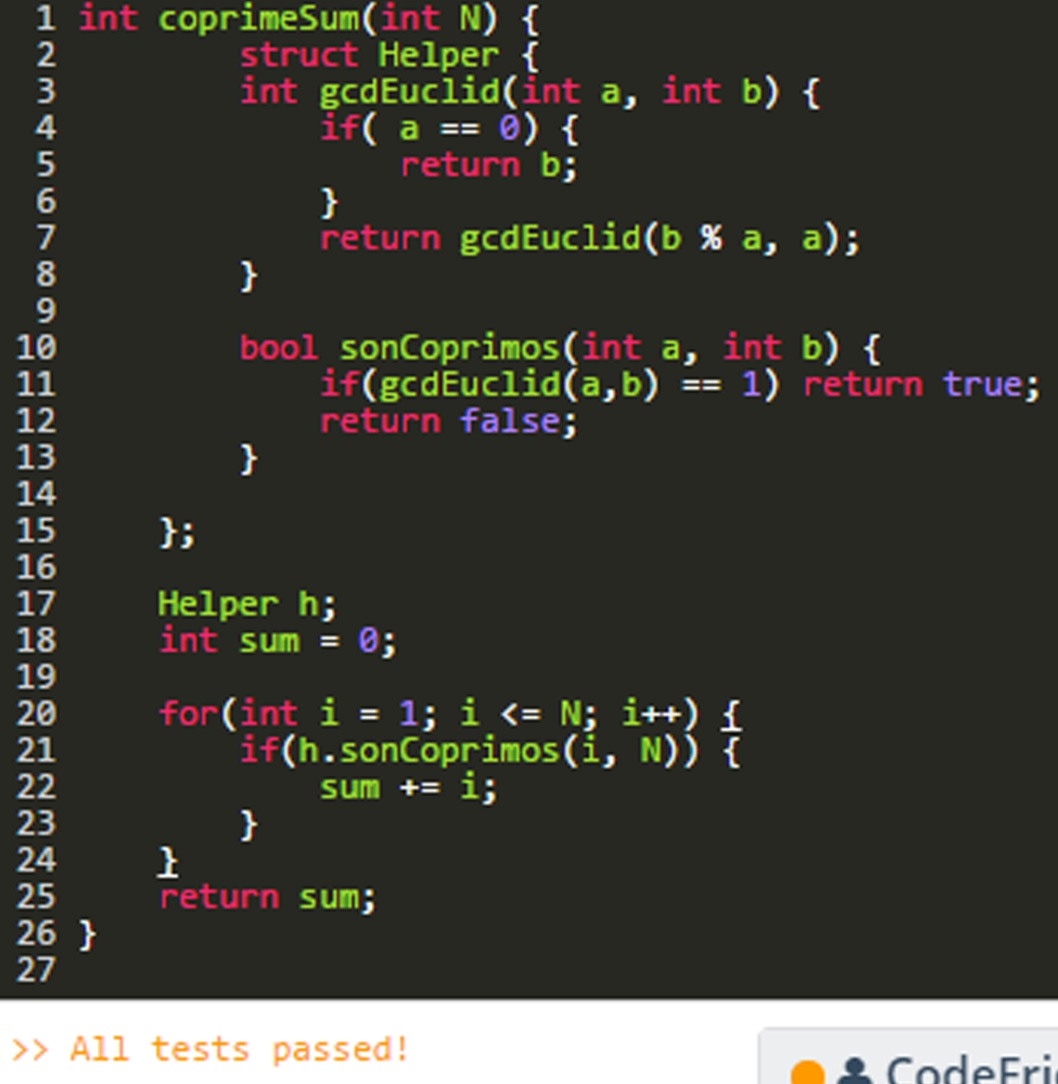 1 int coprimeSum(int N) {
2 struct Helper {
3 int gcdEuclid(int a, int b) {
4 if( a == 0) {
5 return b;
6 }
7 return gcdEuclid(b % a, a);
8 }
9
10 bool sonCoprimos(int a, int b) {
11 if(gcdEuclid(a,b) == 1) return true;
12 return false;
13 }
14
15 };
16
17 Helper h;
18 int sum = 0;
19
20 for(int i = 1; i <= N; i++) {
21 if(h.sonCoprimos(i, N)) {
22 sum += i;
23 }
24 }
25 return sum;
26 }
27
>> All tests passed!
CodeFri